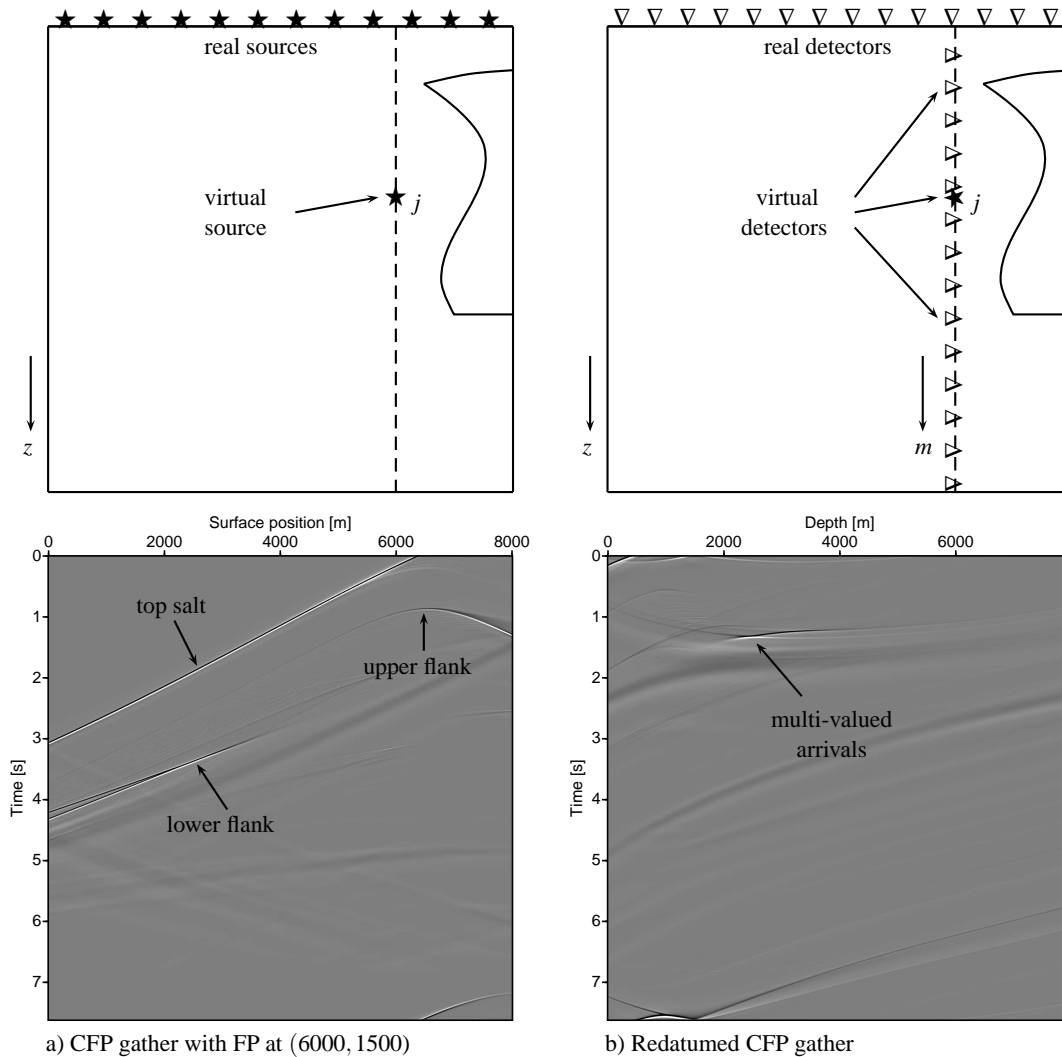 real sources
virtual
source
j
z
real detectors
virtual
detectors
j
z
m
Surface position [m]
0 2000 4000 6000 8000
Time [s]
0
1
2
3
4
5
6
7
top salt
upper flank
lower flank
a) CFP gather with FP at (6000,1500)
Depth [m]
0 2000 4000 6000
Time [s]
0
1
2
3
4
5
6
7
multi-valued
arrivals
b) Redatumed CFP gather